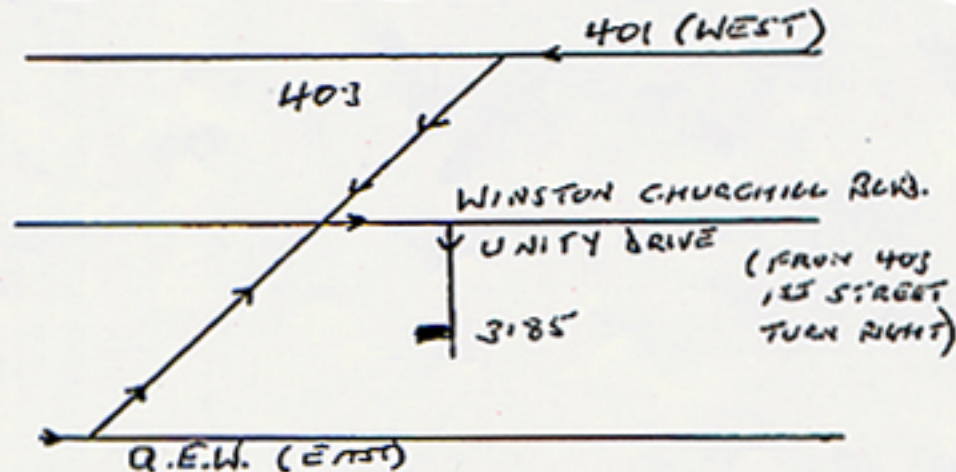 401 (WEST)
403
WINSTON CHURCHILL BLVD.
UNITY DRIVE
(FROM 403
1ST STREET
TURN RIGHT)
3185
Q.E.W. (EAST)